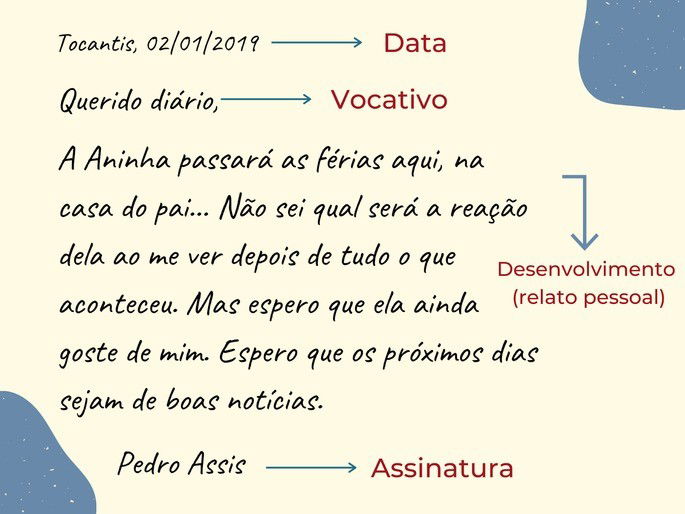 Tocantis, 02/01/2019 Data
Querido diário, Vocativo
A Aninha passará as férias aqui, na
casa do pai... Não sei qual será a reação
dela ao me ver depois de tudo o que
aconteceu. Mas espero que ela ainda
goste de mim. Espero que os próximos dias
sejam de boas notícias.
Desenvolvimento
(relato pessoal)
Pedro Assis Assinatura